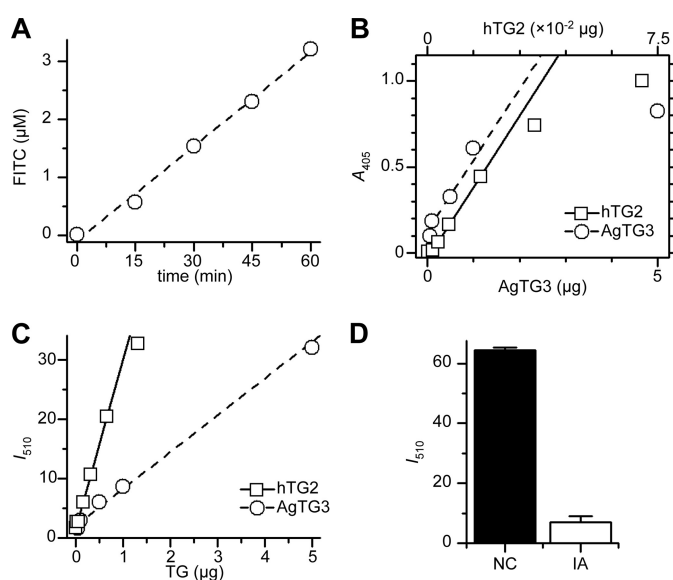 A
FITC (µM)
3
2
1
0
0 15 30 45 60
time (min)
B
hTG2 (×10-2 µg)
0 7.5
A405
1.0
0.5
0
hTG2
AgTG3
0 5
AgTG3 (µg)
C
I510
30
20
10
0
hTG2
AgTG3
0 1 2 3 4 5
TG (µg)
D
I510
60
40
20
0
NC IA